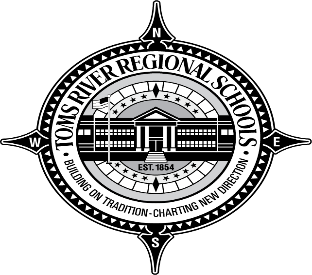 N
TOMS RIVER REGIONAL SCHOOLS
W
E
EST. 1854
• BUILDING ON TRADITION-CHARTING NEW DIRECTION •
S